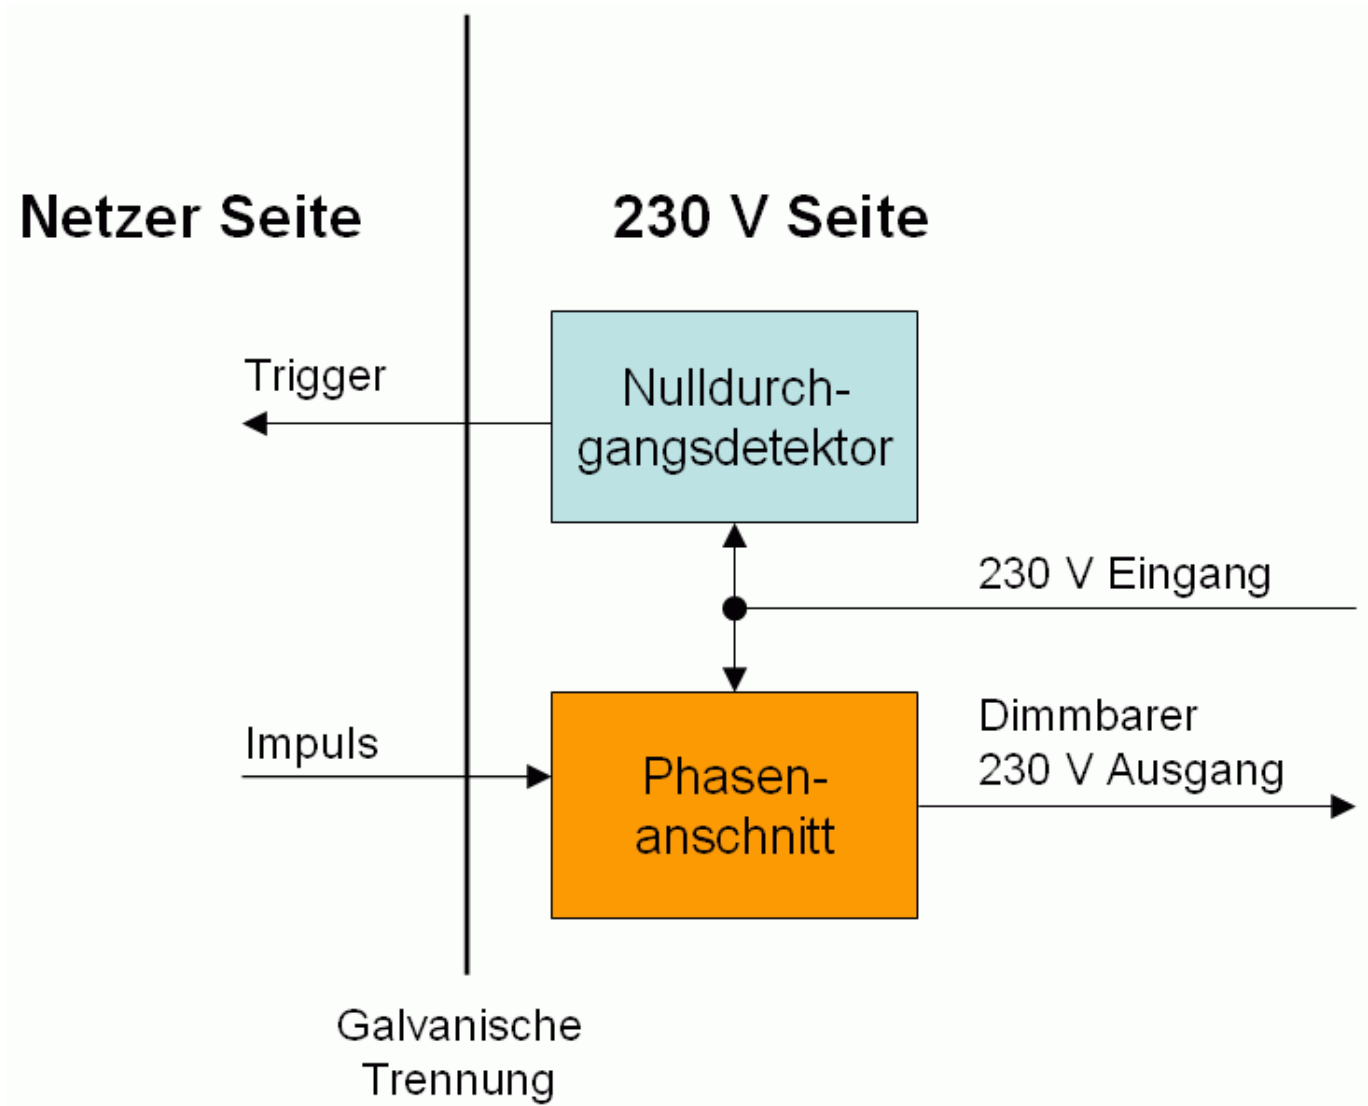 Netzer Seite
230 V Seite
Trigger
Nulldurch-
gangsdetektor
230 V Eingang
Impuls
Phasen-
anschnitt
Dimmbarer
230 V Ausgang
Galvanische
Trennung